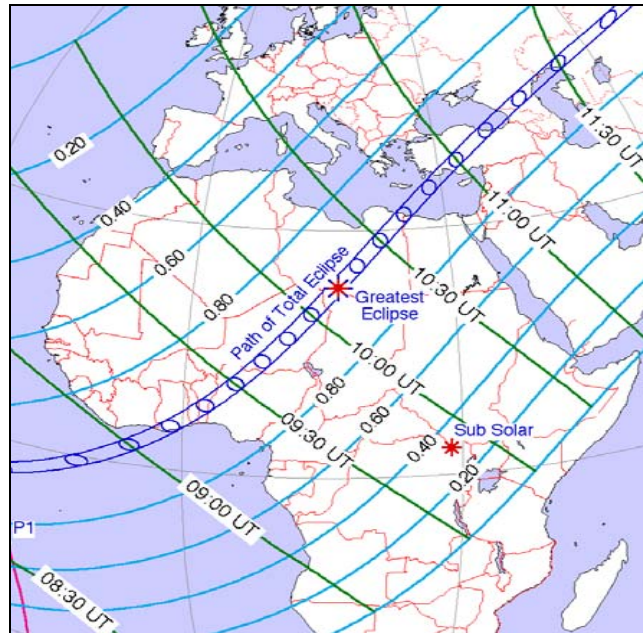 0.20
0.40
0.60
0.80
Path of Total Eclipse
Greatest
Eclipse
11:30 UT
11:00 UT
10:30 UT
10:00 UT
09:30 UT
09:00 UT
08:30 UT
0.80
0.60
0.40
0.20
Sub Solar
P1